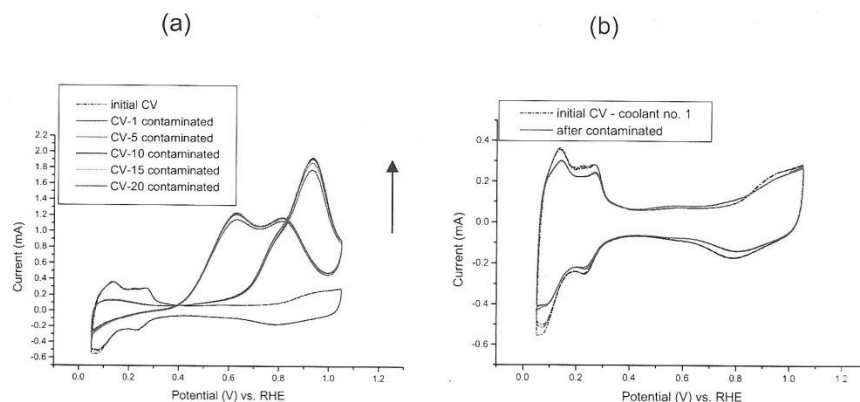 (a)
initial CV
CV-1 contaminated
CV-5 contaminated
CV-10 contaminated
CV-15 contaminated
CV-20 contaminated
2.2
2.0
1.8
1.6
1.4
1.2
1.0
0.8
0.6
0.4
0.2
0.0
-0.2
-0.4
-0.6
Current (mA)
0.0 0.2 0.4 0.6 0.8 1.0 1.2
Potential (V) vs. RHE
(b)
initial CV - coolant no. 1
after contaminated
0.4
0.2
0.0
-0.2
-0.4
-0.6
Current (mA)
0.0 0.2 0.4 0.6 0.8 1.0 1.2
Potential (V) vs. RHE